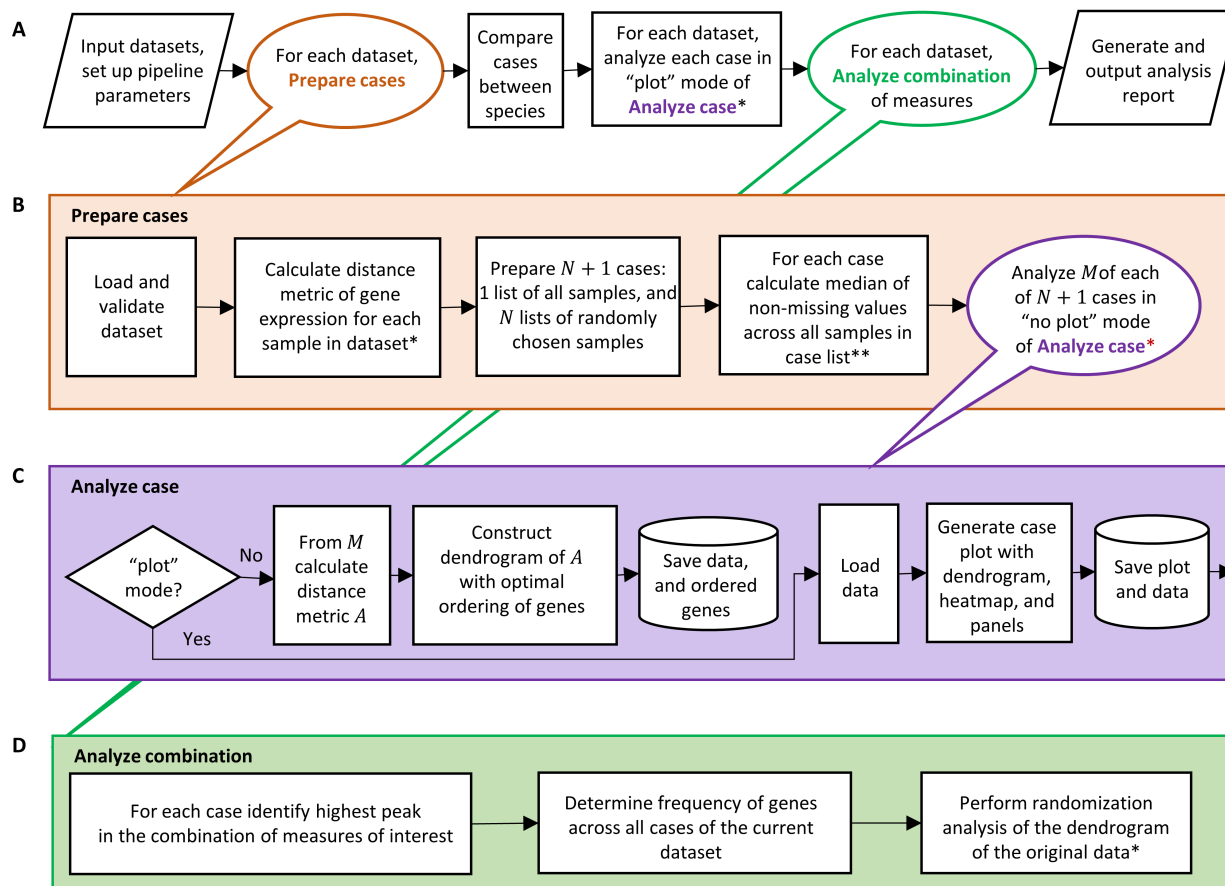 A
Input datasets,
set up pipeline
parameters
For each dataset,
Prepare cases
Compare
cases
between
species
For each dataset,
analyze each case in
“plot” mode of
Analyze case*
For each dataset,
Analyze combination
of measures
Generate and
output analysis
report
B
Prepare cases
Load and
validate
dataset
Calculate distance
metric of gene
expression for each
sample in dataset*
Prepare N + 1 cases:
1 list of all samples, and
N lists of randomly
chosen samples
For each case
calculate median of
non-missing values
across all samples in
case list**
Analyze M of each
of N + 1 cases in
“no plot” mode
of Analyze case*
C
Analyze case
“plot”
mode?
No
Yes
From M
calculate
distance
metric A
Construct
dendrogram of A
with optimal
ordering of genes
Save data,
and ordered
genes
Load
data
Generate case
plot with
dendrogram,
heatmap, and
panels
Save plot
and data
D
Analyze combination
For each case identify highest peak
in the combination of measures of interest
Determine frequency of genes
across all cases of the current
dataset
Perform randomization
analysis of the dendrogram
of the original data*